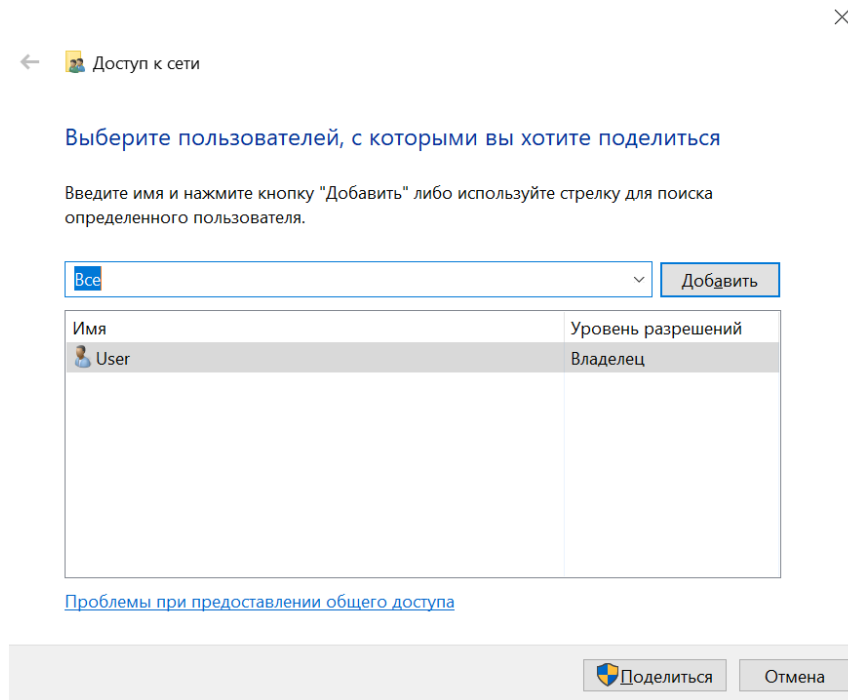 Доступ к сети
Выберите пользователей, с которыми вы хотите поделиться
Введите имя и нажмите кнопку "Добавить" либо используйте стрелку для поиска
определенного пользователя.
Все
Добавить
Имя Уровень разрешений
User Владелец
Проблемы при предоставлении общего доступа
Поделиться Отмена